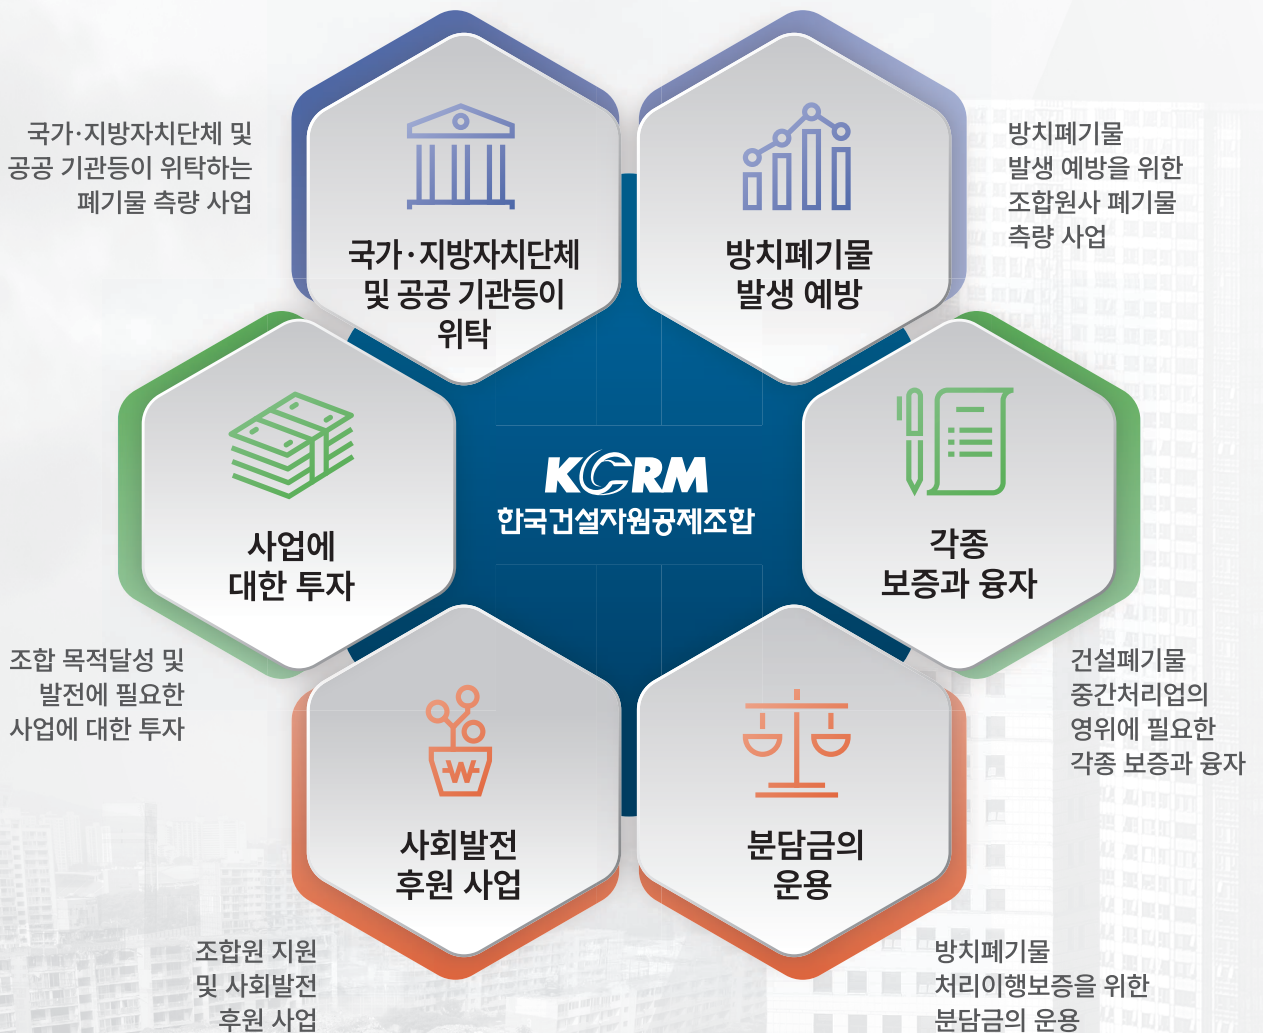 국가·지방자치단체 및
공공 기관등이 위탁하는
폐기물 측량 사업
국가·지방자치단체
및 공공 기관등이
위탁
방치폐기물
발생 예방
방치폐기물
발생 예방을 위한
조합원사 폐기물
측량 사업
사업에
대한 투자
조합 목적달성 및
발전에 필요한
사업에 대한 투자
KCRM
한국건설자원공제조합
각종
보증과 융자
건설폐기물
중간처리업의
영위에 필요한
각종 보증과 융자
₩
사회발전
후원 사업
조합원 지원
및 사회발전
후원 사업
분담금의
운용
방치폐기물
처리이행보증을 위한
분담금의 운용